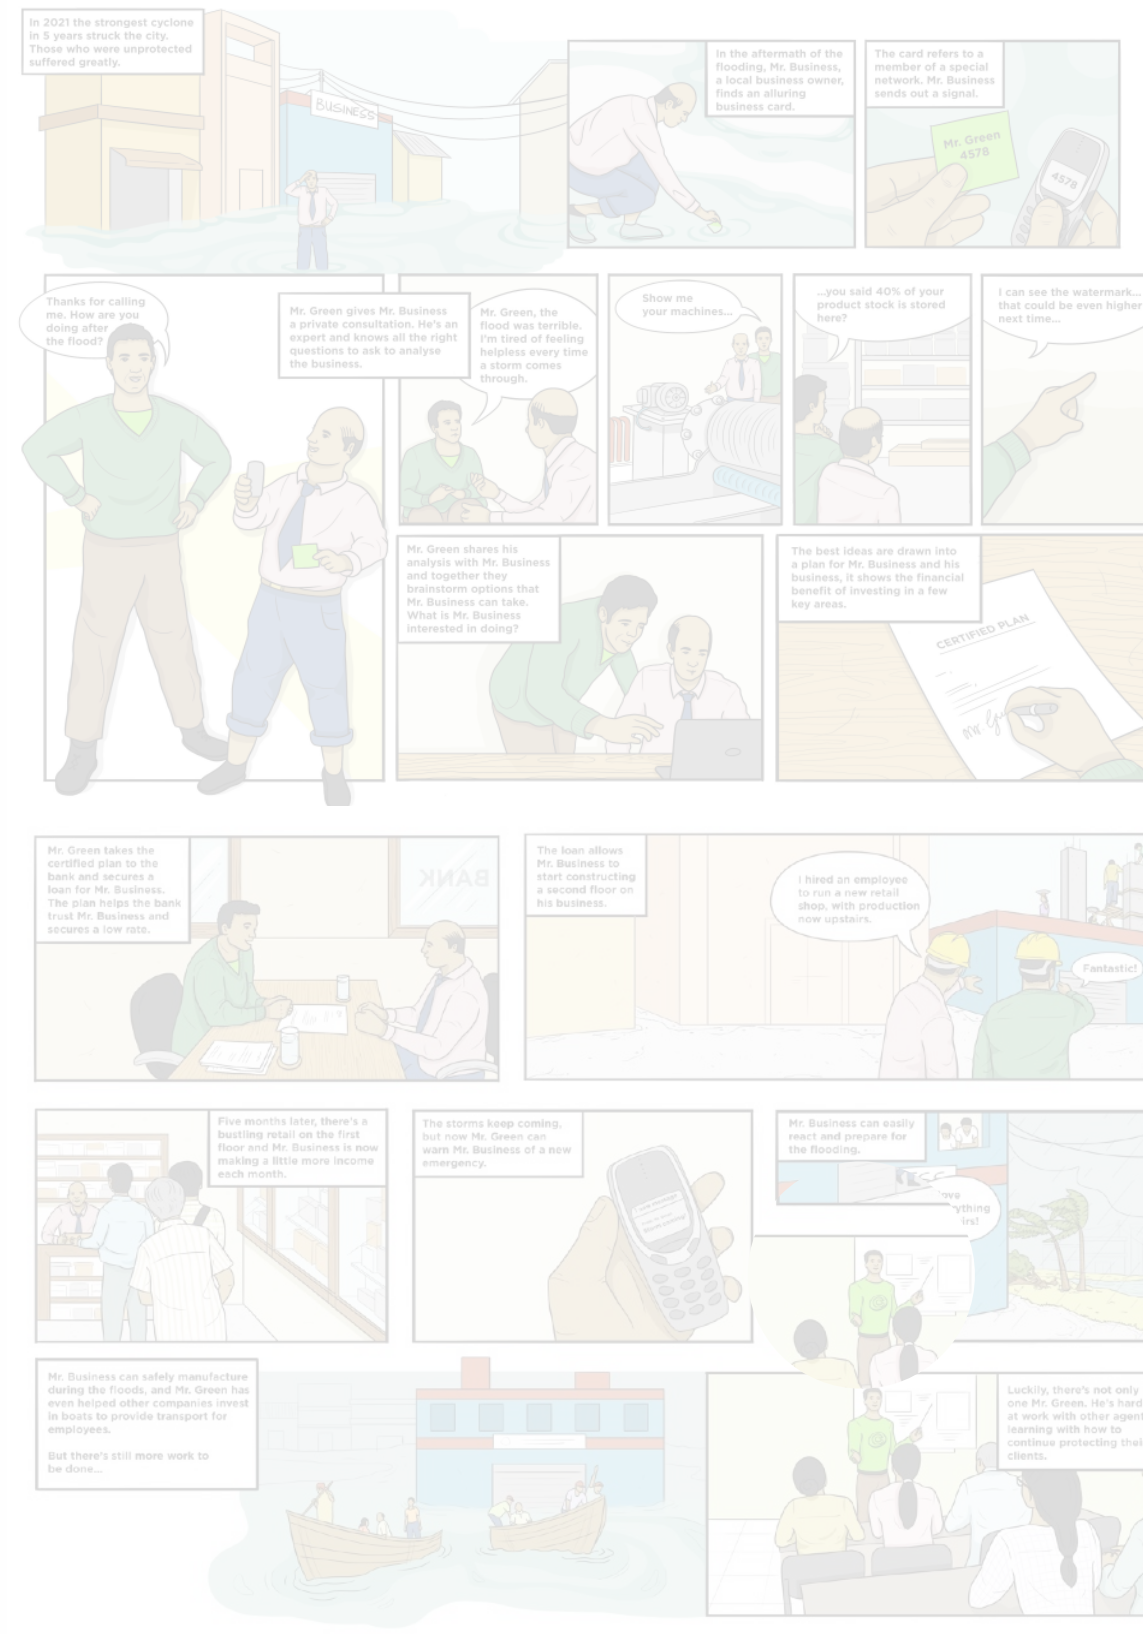 In 2021 the strongest cyclone
in 5 years struck the city.
Those who were unprotected
suffered greatly.
BUSINESS
In the aftermath of the
flooding, Mr. Business,
a local business owner,
finds an alluring
business card.
The card refers to a
member of a special
network. Mr. Business
sends out a signal.
Mr. Green
4578
4578
Thanks for calling
me. How are you
doing after
the flood?
Mr. Green gives Mr. Business
a private consultation. He's an
expert and knows all the right
questions to ask to analyse
the business.
Mr. Green, the
flood was terrible.
I'm tired of feeling
helpless every time
a storm comes
through.
Show me
your machines...
...you said 40% of your
product stock is stored
here?
I can see the watermark...
that could be even higher
next time...
Mr. Green shares his
analysis with Mr. Business
and together they
brainstorm options that
Mr. Business can take.
What is Mr. Business
interested in doing?
The best ideas are drawn into
a plan for Mr. Business and his
business, it shows the financial
benefit of investing in a few
key areas.
CERTIFIED PLAN
Mr. Green takes the
certified plan to the
bank and secures a
loan for Mr. Business.
The plan helps the bank
trust Mr. Business and
secures a low rate.
BANK
The loan allows
Mr. Business to
start constructing
a second floor on
his business.
I hired an employee
to run a new retail
shop, with production
now upstairs.
Fantastic!
Five months later, there's a
bustling retail on the first
floor and Mr. Business is now
making a little more income
each month.
The storms keep coming,
but now Mr. Green can
warn Mr. Business of a new
emergency.
Mr. Business can easily
react and prepare for
the flooding.
Mr. Business can safely manufacture
during the floods, and Mr. Green has
even helped other companies invest
in boats to provide transport for
employees.
But there's still more work to
be done...
Luckily, there's not only
one Mr. Green. He's hard
at work with other agent
learning with how to
continue protecting their
clients.